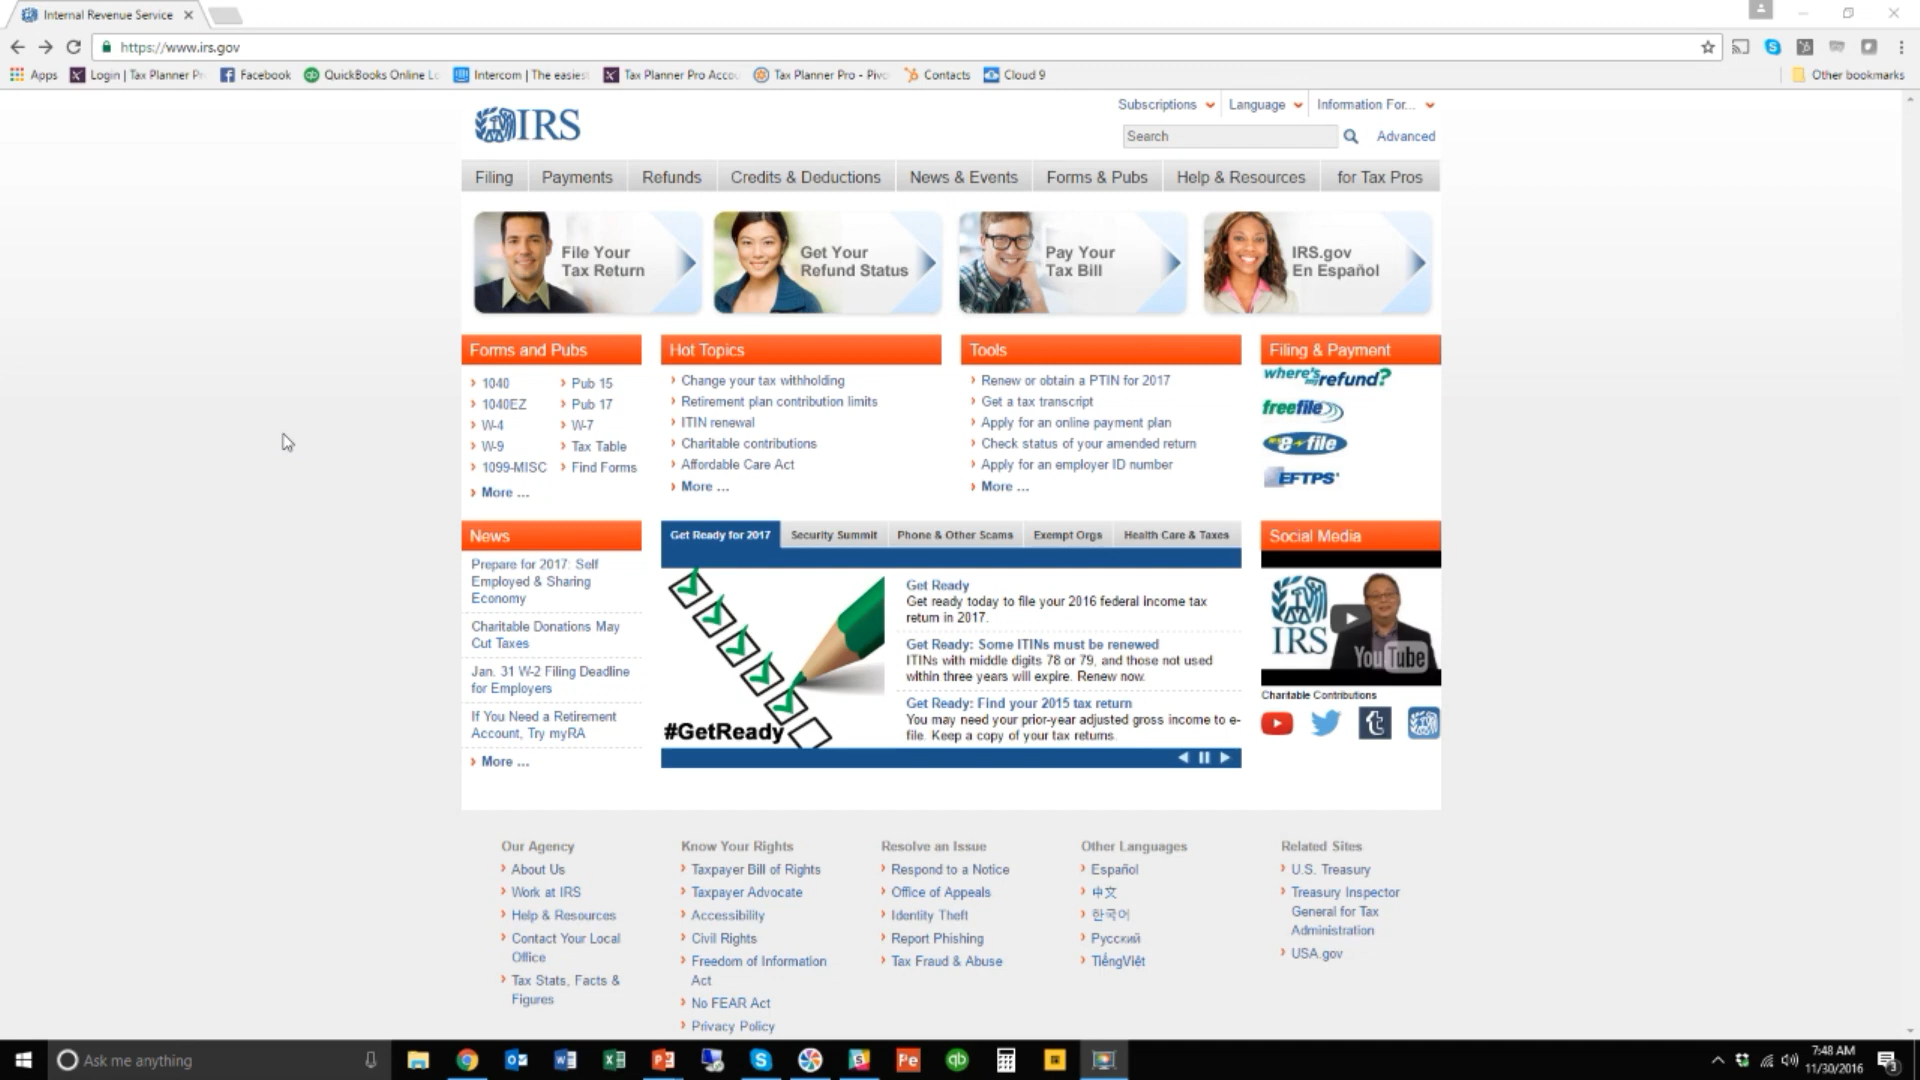 Internal Revenue Service
https://www.irs.gov
Apps
Login | Tax Planner Pr
Facebook
QuickBooks Online Lo
Intercom | The easies
Tax Planner Pro Acco
Tax Planner Pro - Pivo
Contacts
Cloud 9
Other bookmarks
IRS
Subscriptions
Language
Information For...
Search
Advanced
Filing
Payments
Refunds
Credits & Deductions
News & Events
Forms & Pubs
Help & Resources
for Tax Pros
File Your
Tax Return
Get Your
Refund Status
Pay Your
Tax Bill
IRS.gov
En Español
Forms and Pubs
1040
Pub 15
1040EZ
Pub 17
W-4
W-7
W-9
Tax Table
1099-MISC
Find Forms
More ...
Hot Topics
Change your tax withholding
Retirement plan contribution limits
ITIN renewal
Charitable contributions
Affordable Care Act
More ...
Tools
Renew or obtain a PTIN for 2017
Get a tax transcript
Apply for an online payment plan
Check status of your amended return
Apply for an employer ID number
More ...
Filing & Payment
where's my refund?
freefile
e-file
EFTPS
News
Prepare for 2017: Self
Employed & Sharing
Economy
Charitable Donations May
Cut Taxes
Jan. 31 W-2 Filing Deadline
for Employers
If You Need a Retirement
Account, Try myRA
More ...
Get Ready for 2017
Security Summit
Phone & Other Scams
Exempt Orgs
Health Care & Taxes
#GetReady
Get Ready
Get ready today to file your 2016 federal income tax
return in 2017.
Get Ready: Some ITINs must be renewed
ITINs with middle digits 78 or 79, and those not used
within three years will expire. Renew now.
Get Ready: Find your 2015 tax return
You may need your prior-year adjusted gross income to e-
file. Keep a copy of your tax returns.
Social Media
IRS
YouTube
Charitable Contributions
Our Agency
About Us
Work at IRS
Help & Resources
Contact Your Local
Office
Tax Stats, Facts &
Figures
Know Your Rights
Taxpayer Bill of Rights
Taxpayer Advocate
Accessibility
Civil Rights
Freedom of Information
Act
No FEAR Act
Privacy Policy
Resolve an Issue
Respond to a Notice
Office of Appeals
Identity Theft
Report Phishing
Tax Fraud & Abuse
Other Languages
Español
中文
한국어
Русский
TiếngViệt
Related Sites
U.S. Treasury
Treasury Inspector
General for Tax
Administration
USA.gov
Ask me anything
7:48 AM
11/30/2016